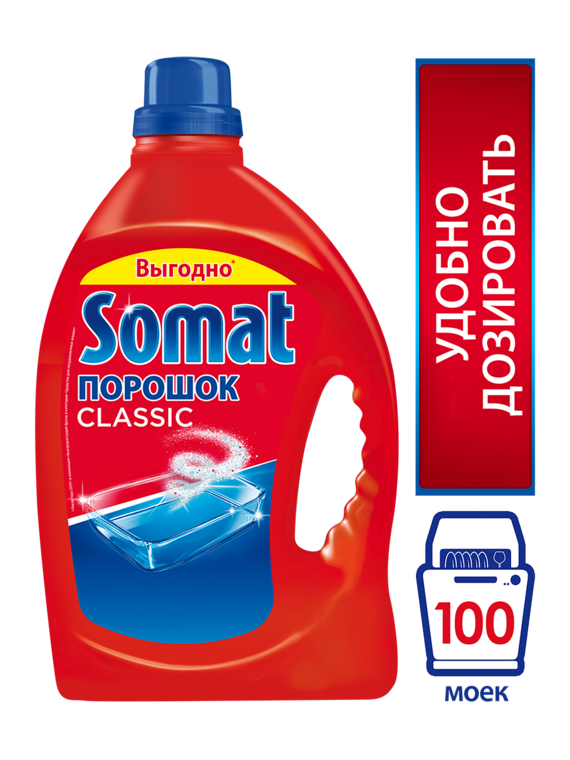 Выгодно*
Somat
ПОРОШОК
CLASSIC
УДОБНО
ДОЗИРОВАТЬ
100
моек